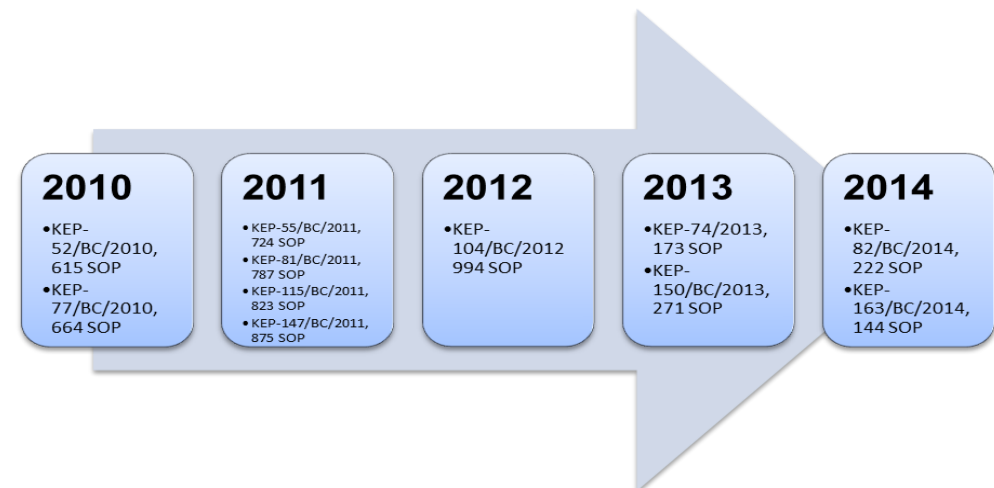 2010
•KEP-
52/BC/2010,
615 SOP
•KEP-
77/BC/2010,
664 SOP
2011
•KEP-55/BC/2011,
724 SOP
•KEP-81/BC/2011,
787 SOP
•KEP-115/BC/2011,
823 SOP
•KEP-147/BC/2011,
875 SOP
2012
•KEP-
104/BC/2012
994 SOP
2013
•KEP-74/2013,
173 SOP
•KEP-
150/BC/2013,
271 SOP
2014
•KEP-
82/BC/2014,
222 SOP
•KEP-
163/BC/2014,
144 SOP